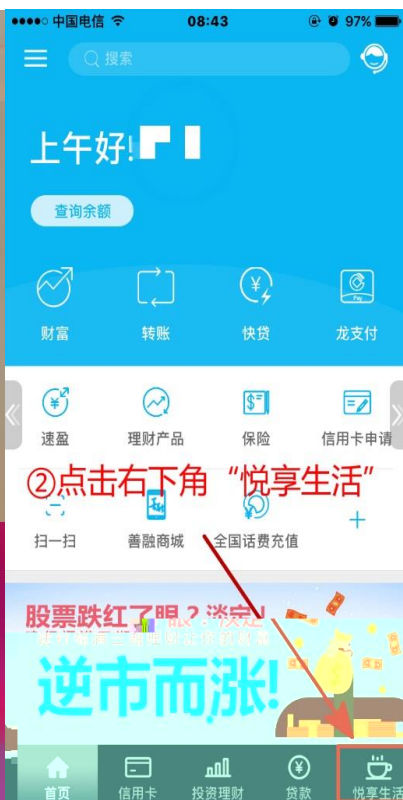 中国电信 08:43 97%
搜索
上午好!
查询余额
财富 转账 快贷 龙支付
速盈 理财产品 保险 信用卡申请
②点击右下角“悦享生活”
扫一扫 善融商城 全国话费充值
股票跌红了眼?淡定!
逆市而涨!
首页 信用卡 投资理财 贷款 悦享生活